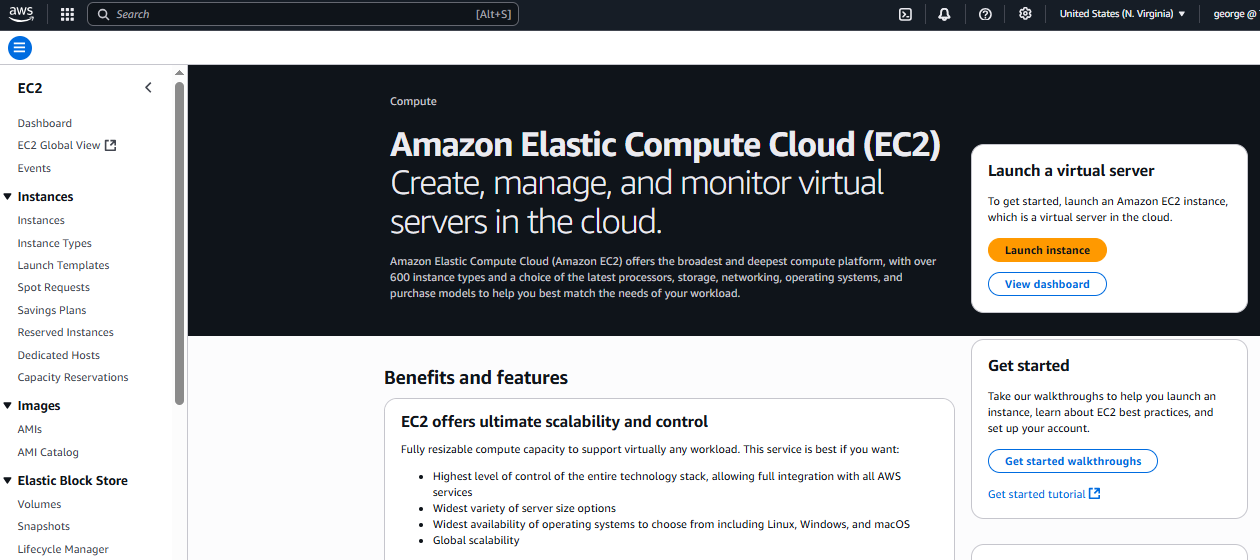 aws
Search
[Alt+S]
United States (N. Virginia)
george @
EC2
Dashboard
EC2 Global View
Events
Instances
Instances
Instance Types
Launch Templates
Spot Requests
Savings Plans
Reserved Instances
Dedicated Hosts
Capacity Reservations
Images
AMIs
AMI Catalog
Elastic Block Store
Volumes
Snapshots
Lifecycle Manager
Compute
Amazon Elastic Compute Cloud (EC2)
Create, manage, and monitor virtual
servers in the cloud.
Amazon Elastic Compute Cloud (Amazon EC2) offers the broadest and deepest compute platform, with over
600 instance types and a choice of the latest processors, storage, networking, operating systems, and
purchase models to help you best match the needs of your workload.
Launch a virtual server
To get started, launch an Amazon EC2 instance,
which is a virtual server in the cloud.
Launch instance
View dashboard
Benefits and features
EC2 offers ultimate scalability and control
Fully resizable compute capacity to support virtually any workload. This service is best if you want:
• Highest level of control of the entire technology stack, allowing full integration with all AWS
services
• Widest variety of server size options
• Widest availability of operating systems to choose from including Linux, Windows, and macOS
• Global scalability
Get started
Take our walkthroughs to help you launch an
instance, learn about EC2 best practices, and
set up your account.
Get started walkthroughs
Get started tutorial